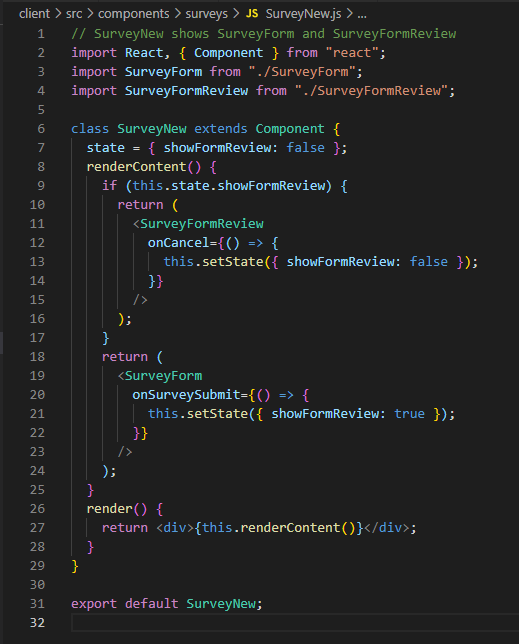 client > src > components > surveys > JS SurveyNew.js > ...
1 // SurveyNew shows SurveyForm and SurveyFormReview
2 import React, { Component } from "react";
3 import SurveyForm from "./SurveyForm";
4 import SurveyFormReview from "./SurveyFormReview";
5
6 class SurveyNew extends Component {
7   state = { showFormReview: false };
8   renderContent() {
9     if (this.state.showFormReview) {
10       return (
11         <SurveyFormReview
12           onCancel={() => {
13             this.setState({ showFormReview: false });
14           }}
15         />
16       );
17     }
18     return (
19       <SurveyForm
20         onSurveySubmit={() => {
21           this.setState({ showFormReview: true });
22         }}
23       />
24     );
25   }
26   render() {
27     return <div>{this.renderContent()}</div>;
28   }
29 }
30
31 export default SurveyNew;
32